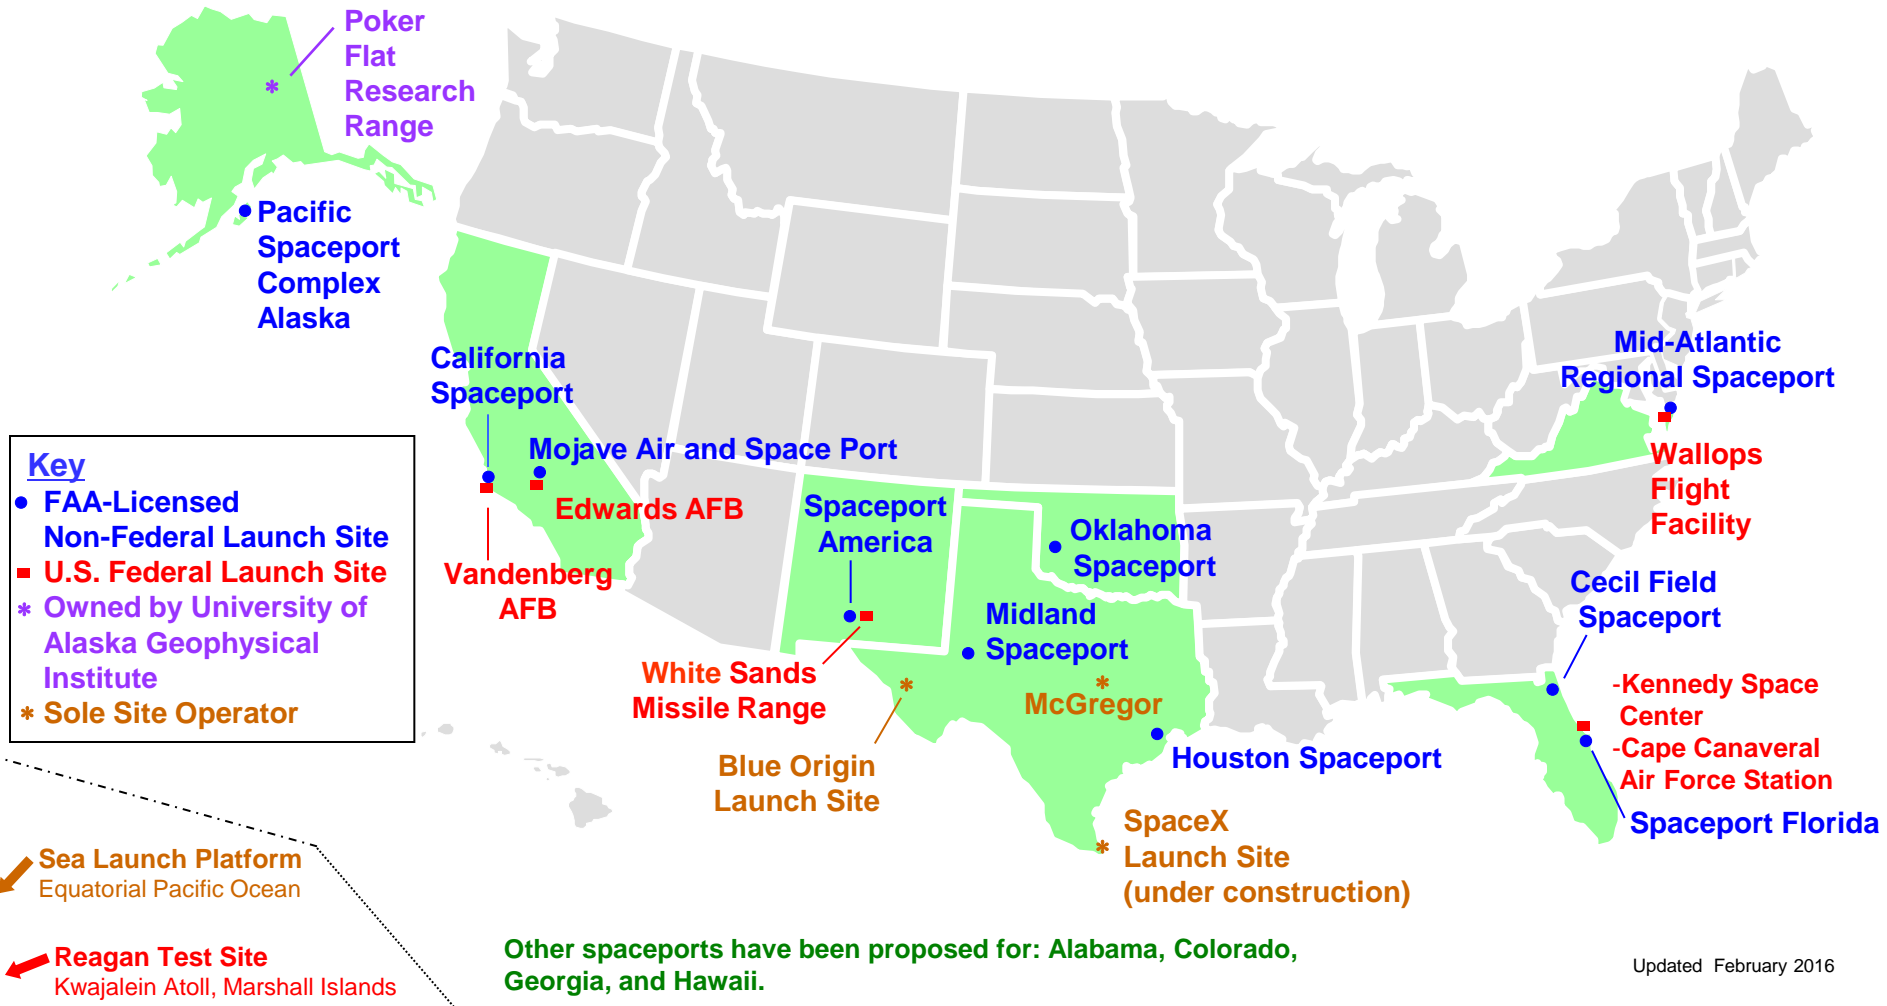 Poker
Flat
Research
Range
Pacific
Spaceport
Complex
Alaska
California
Spaceport
Mojave Air and Space Port
Edwards AFB
Vandenberg
AFB
Spaceport
America
White Sands
Missile Range
Oklahoma
Spaceport
Midland
Spaceport
McGregor
Blue Origin
Launch Site
Houston Spaceport
SpaceX
Launch Site
(under construction)
Mid-Atlantic
Regional Spaceport
Wallops
Flight
Facility
Cecil Field
Spaceport
-Kennedy Space
Center
-Cape Canaveral
Air Force Station
Spaceport Florida
Key
• FAA-Licensed
Non-Federal Launch Site
U.S. Federal Launch Site
* Owned by University of
Alaska Geophysical
Institute
* Sole Site Operator
Sea Launch Platform
Equatorial Pacific Ocean
Reagan Test Site
Kwajalein Atoll, Marshall Islands
Other spaceports have been proposed for: Alabama, Colorado,
Georgia, and Hawaii.
Updated February 2016